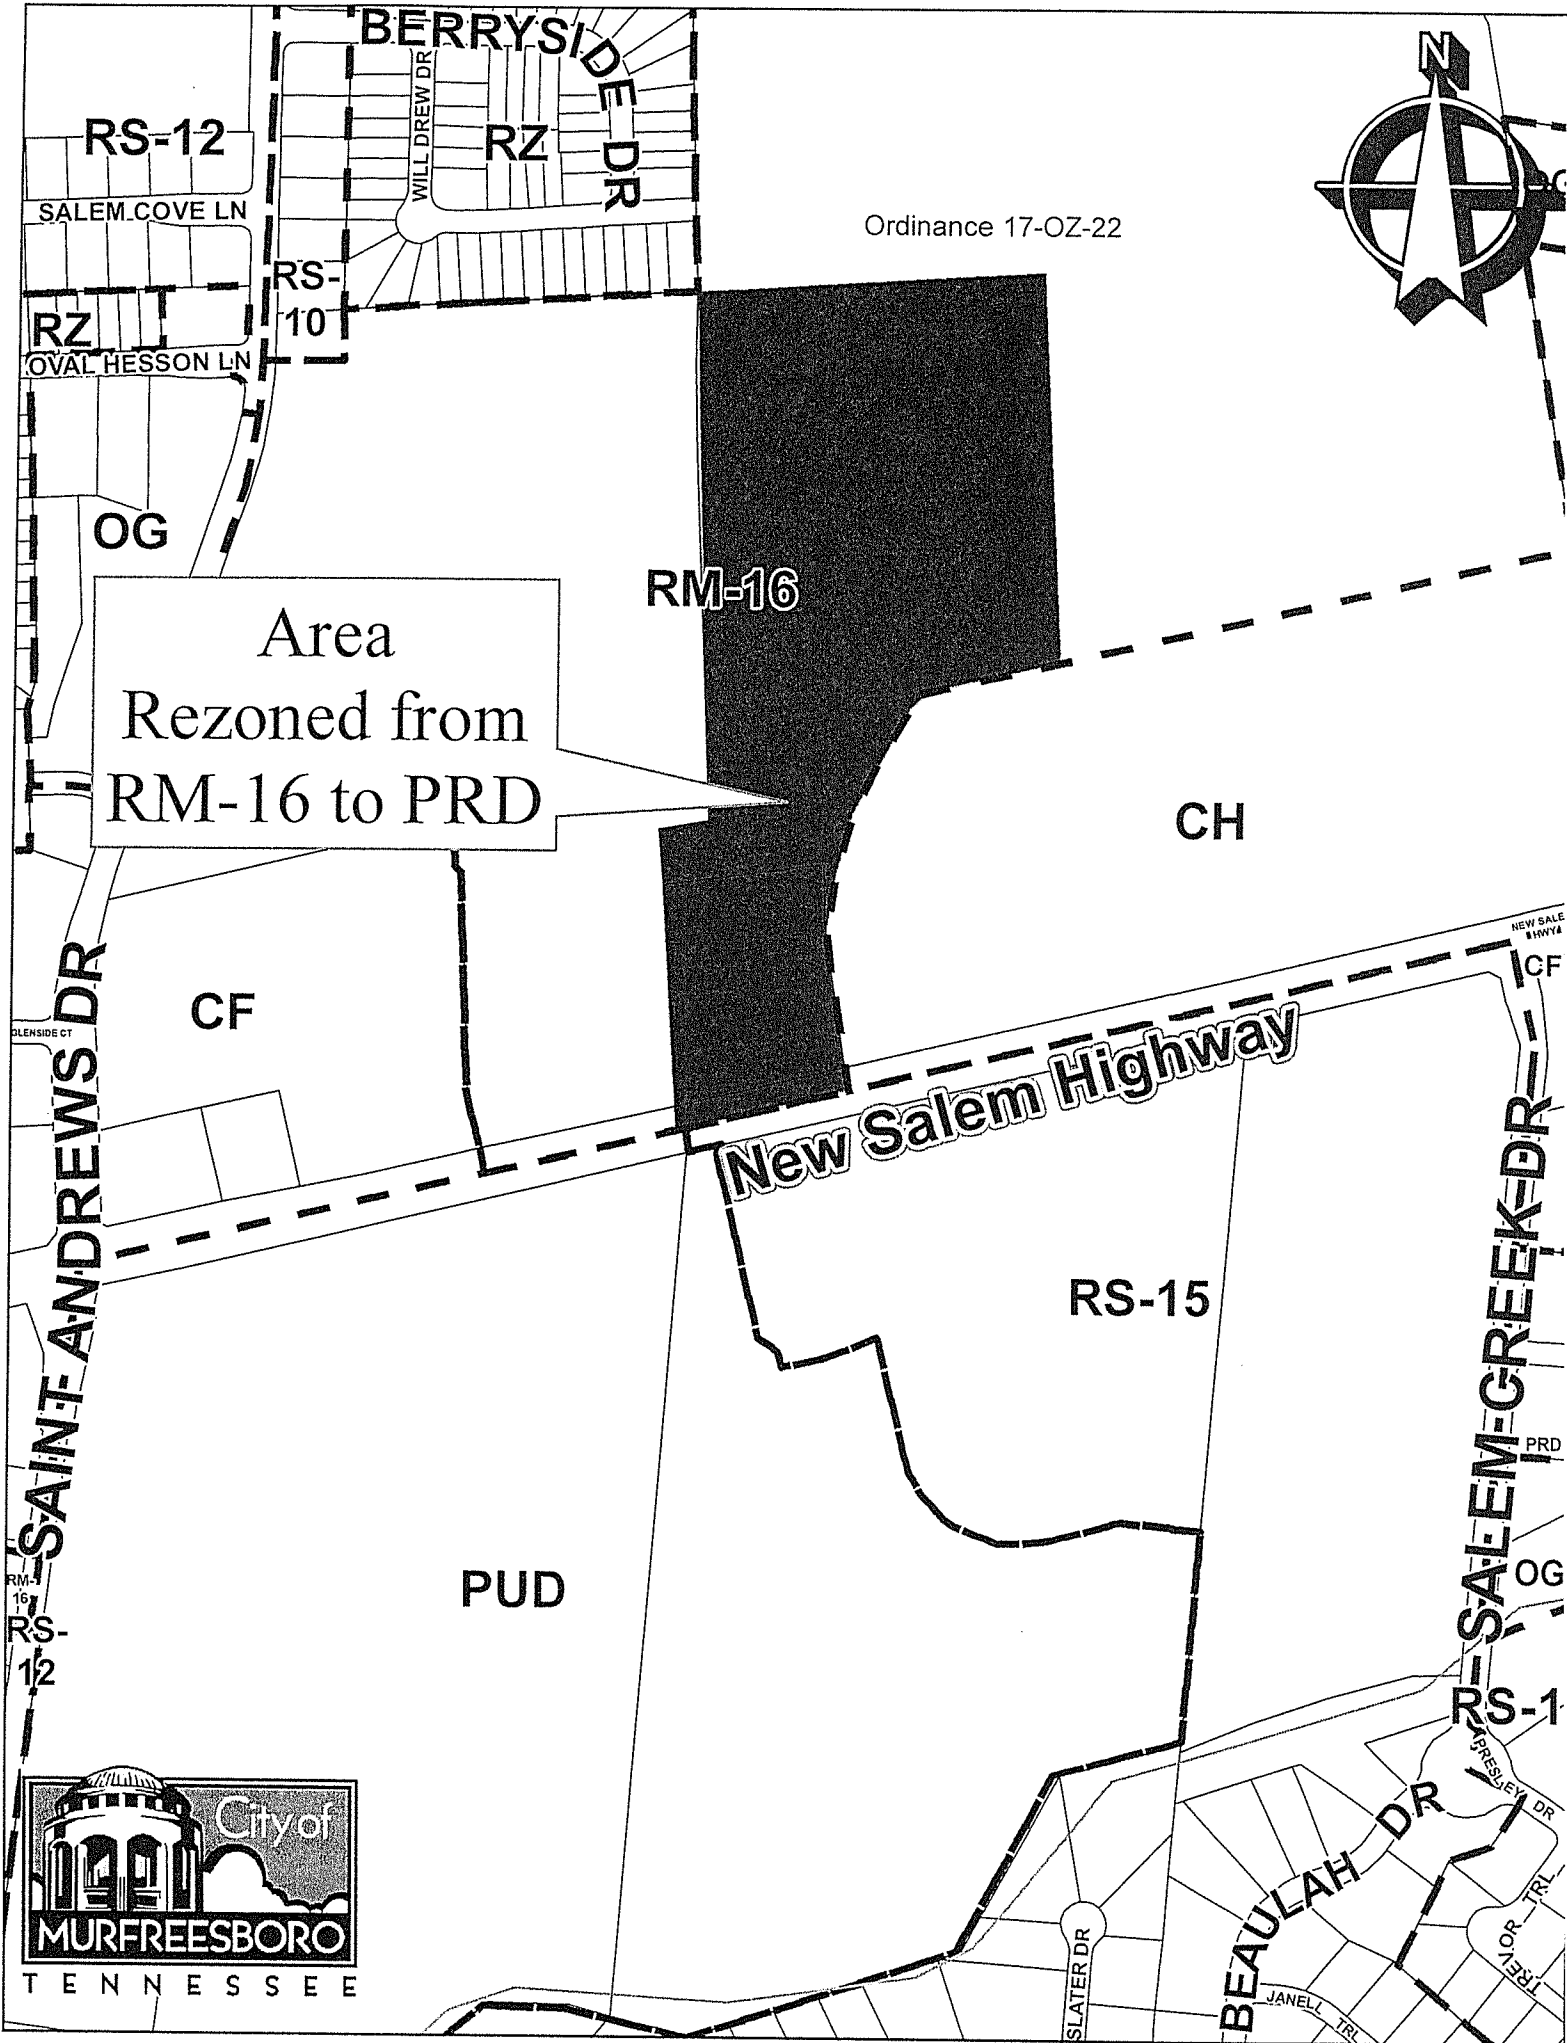 BERRYSIDE DR
WILL DREW DR
N
RS-12
RZ
SALEM COVE LN
Ordinance 17-OZ-22
RS-
10
RZ
OVAL HESSON LN
OG
RM-16
Area
Rezoned from
RM-16 to PRD
CH
NEW SALE
HWY
CF
CF
GLENSIDE CT
SAINT ANDREWS DR
New Salem Highway
SALEM CREEK DR
RS-15
PRD
PUD
OG
RM-
16
RS-
12
RS-1
PRESLEY DR
BEAULAH DR
TREVOR TRL
SLATER DR
JANELL TRL
City of
MURFREESBORO
TENNESSEE